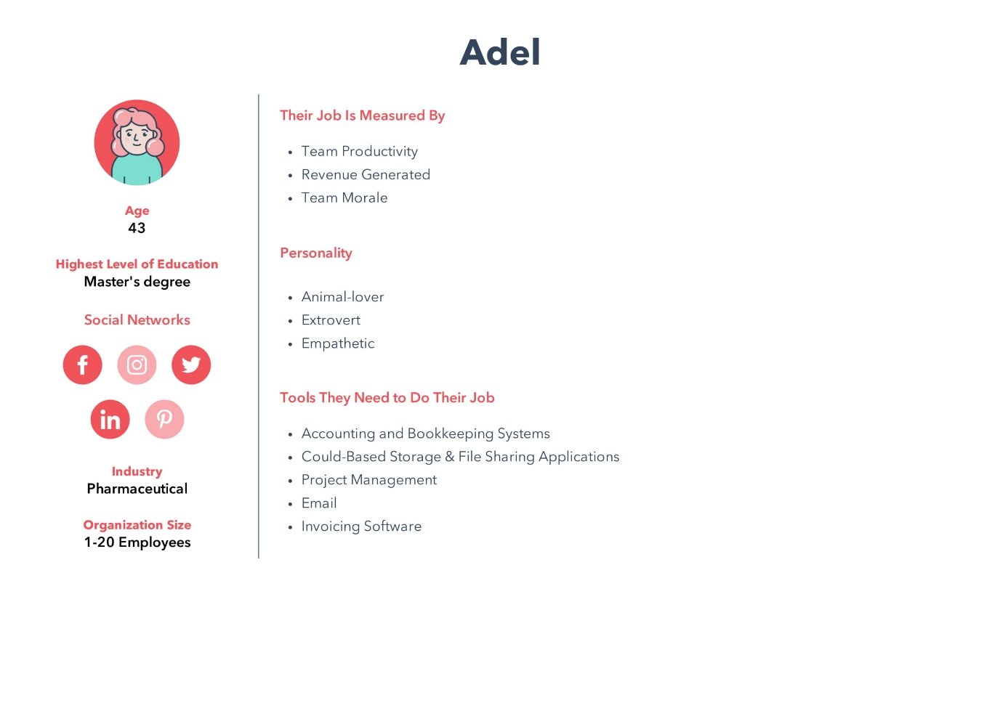 Adel
Age
43
Highest Level of Education
Master's degree
Social Networks
f
in
Industry
Pharmaceutical
Organization Size
1-20 Employees
Their Job Is Measured By
• Team Productivity
• Revenue Generated
• Team Morale
Personality
• Animal-lover
• Extrovert
• Empathetic
Tools They Need to Do Their Job
• Accounting and Bookkeeping Systems
• Could-Based Storage & File Sharing Applications
• Project Management
• Email
• Invoicing Software